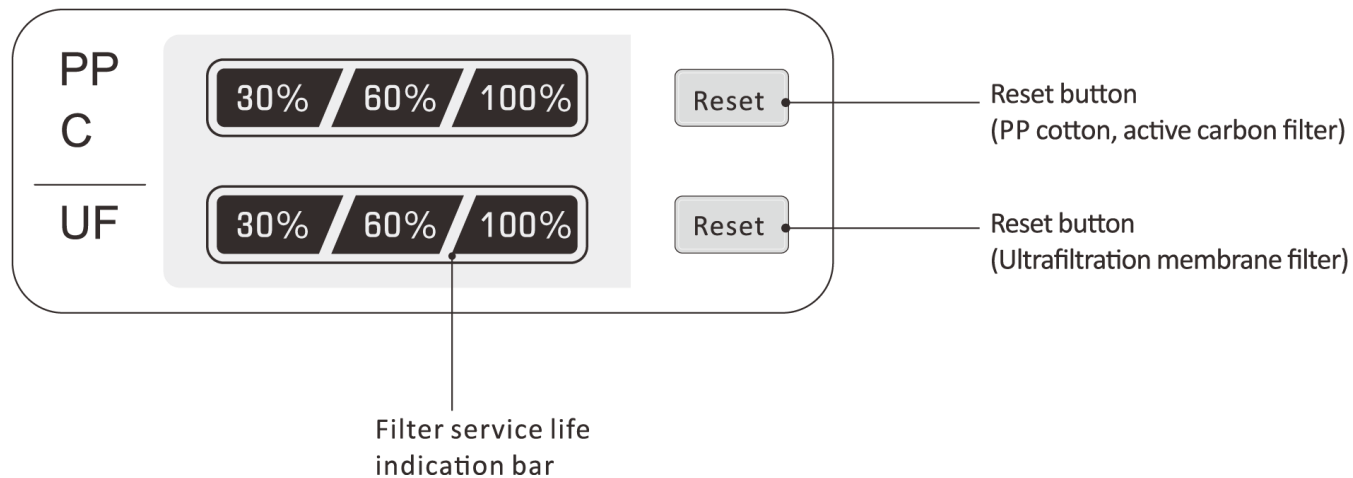 PP
C
30% 60% 100%
Reset
Reset button
(PP cotton, active carbon filter)
UF
30% 60% 100%
Reset
Reset button
(Ultrafiltration membrane filter)
Filter service life
indication bar